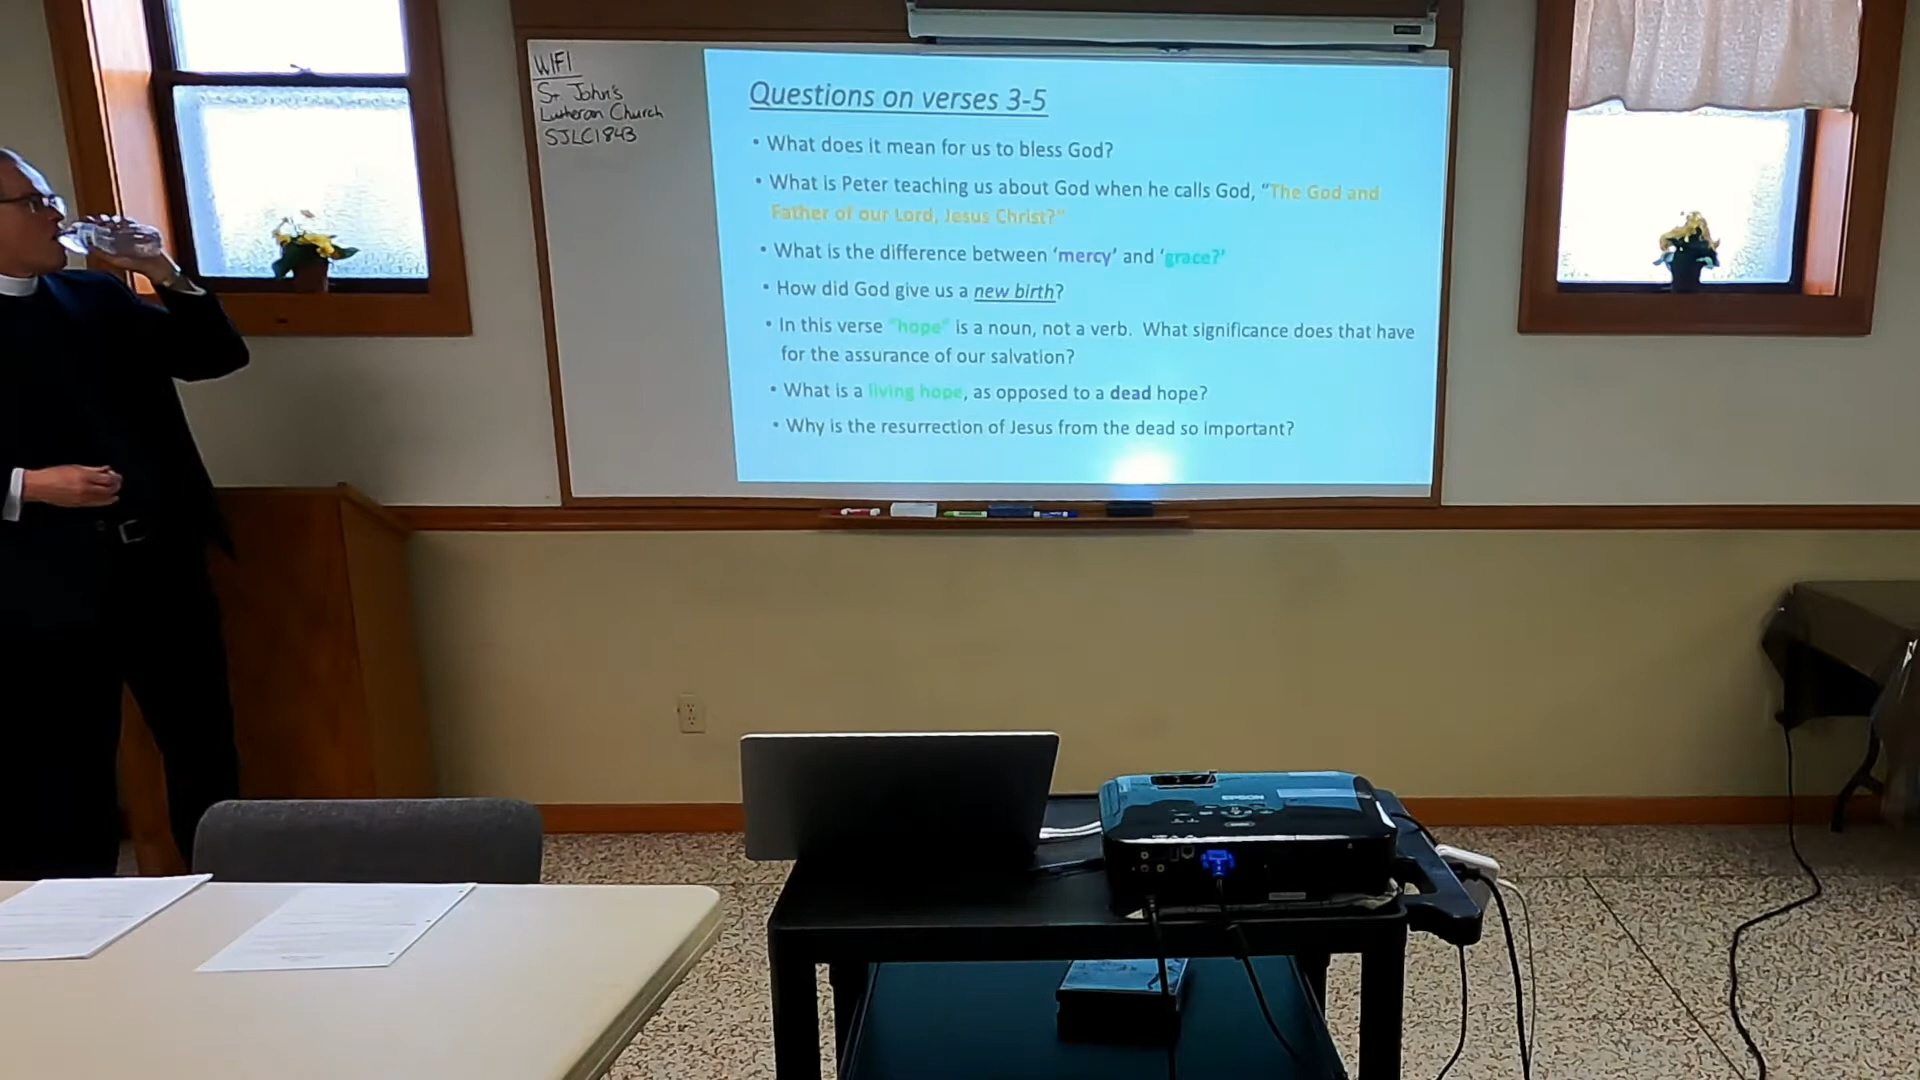 WIFI
St. John's
Lutheran Church
SJLC1843
Questions on verses 3-5
• What does it mean for us to bless God?
• What is Peter teaching us about God when he calls God, “The God and
Father of our Lord, Jesus Christ?”
• What is the difference between ‘mercy’ and ‘grace?’
• How did God give us a new birth?
• In this verse “hope” is a noun, not a verb. What significance does that have
for the assurance of our salvation?
• What is a living hope, as opposed to a dead hope?
• Why is the resurrection of Jesus from the dead so important?
EPSON